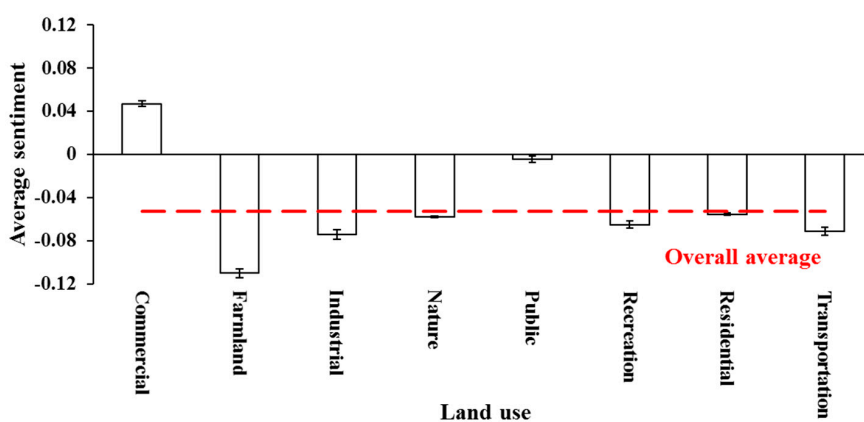 0.12
0.08
0.04
0
-0.04
-0.08
-0.12
Average sentiment
Overall average
Commercial
Farmland
Industrial
Nature
Public
Recreation
Residential
Transportation
Land use